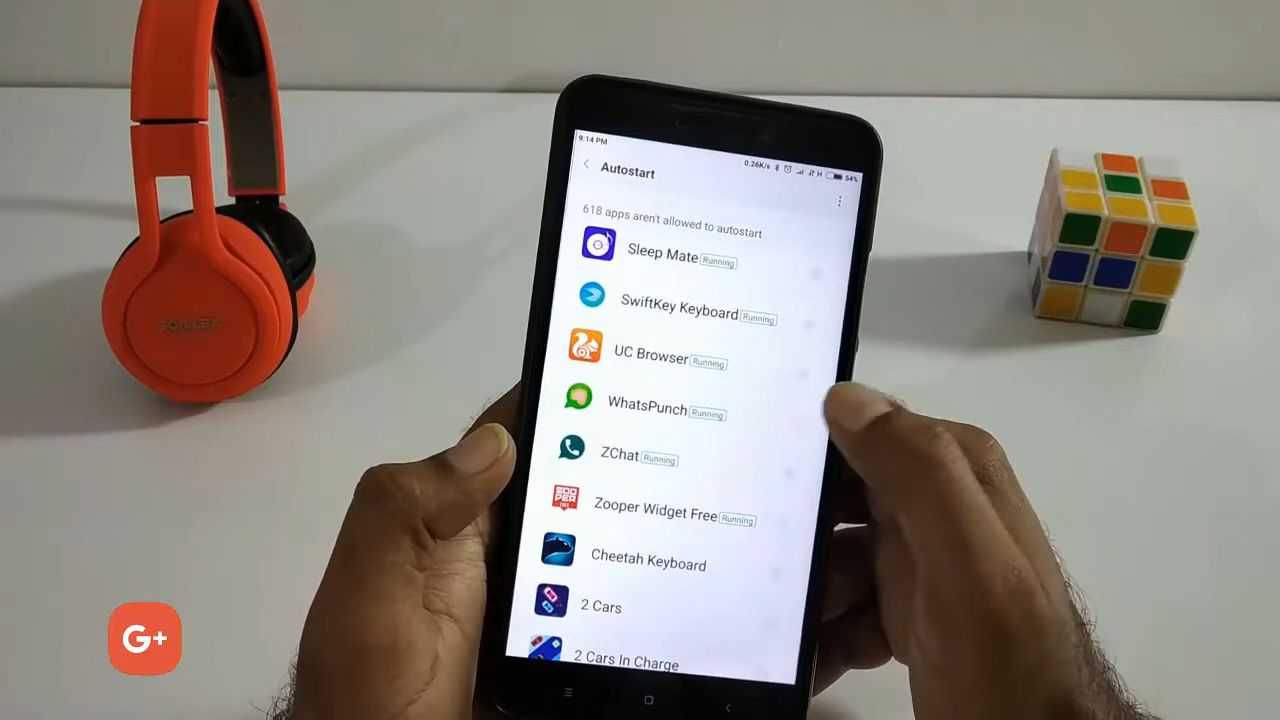 9:14 PM
0.26K/s H 54%
Autostart
618 apps aren't allowed to autostart
Sleep Mate Running
SwiftKey Keyboard Running
UC Browser Running
WhatsPunch Running
ZChat Running
ZOOPER FREE
Zooper Widget Free Running
Cheetah Keyboard
2 Cars
2 Cars In Charge
G+